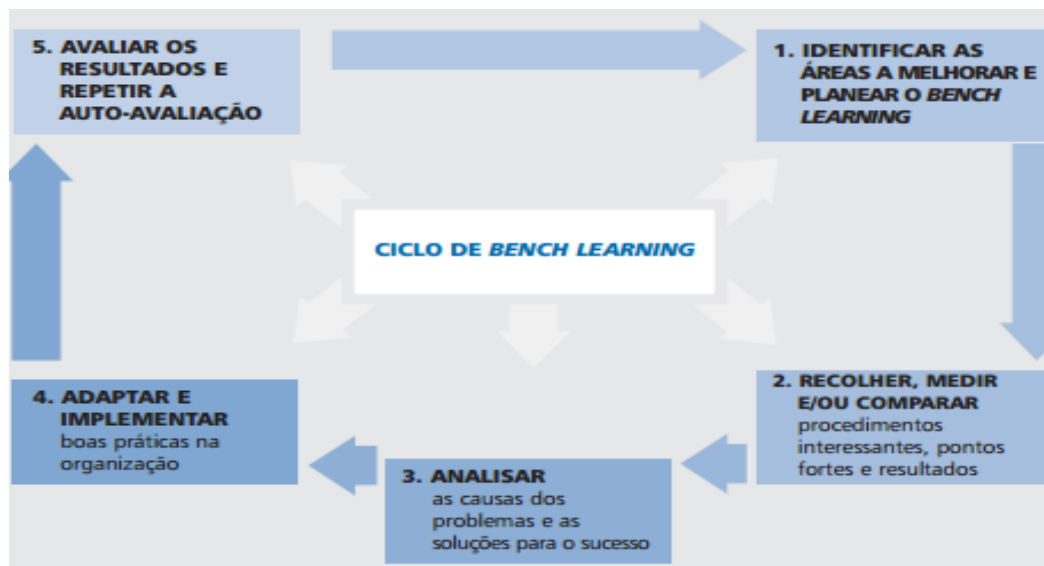 5. AVALIAR OS
RESULTADOS E
REPETIR A
AUTO-AVALIAÇÃO
1. IDENTIFICAR AS
ÁREAS A MELHORAR E
PLANEAR O BENCH
LEARNING
CICLO DE BENCH LEARNING
2. RECOLHER, MEDIR
E/OU COMPARAR
procedimentos
interessantes, pontos
fortes e resultados
4. ADAPTAR E
IMPLEMENTAR
boas práticas na
organização
3. ANALISAR
as causas dos
problemas e as
soluções para o sucesso